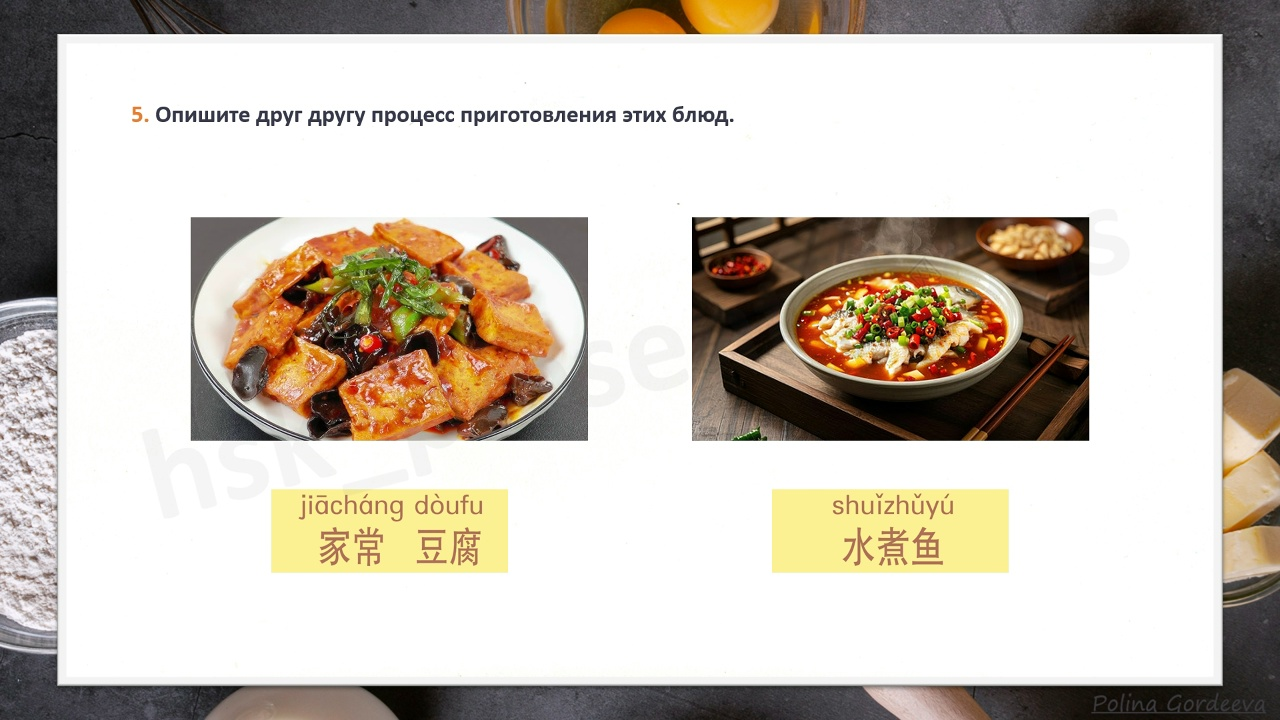 5. Опишите друг другу процесс приготовления этих блюд.
jiācháng dòufu
家常 豆腐
shuǐzhǔyú
水煮鱼
Polina Gordeeva